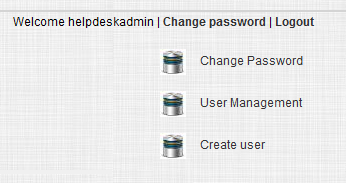 Welcome helpdeskadmin | Change password | Logout
Change Password
User Management
Create user